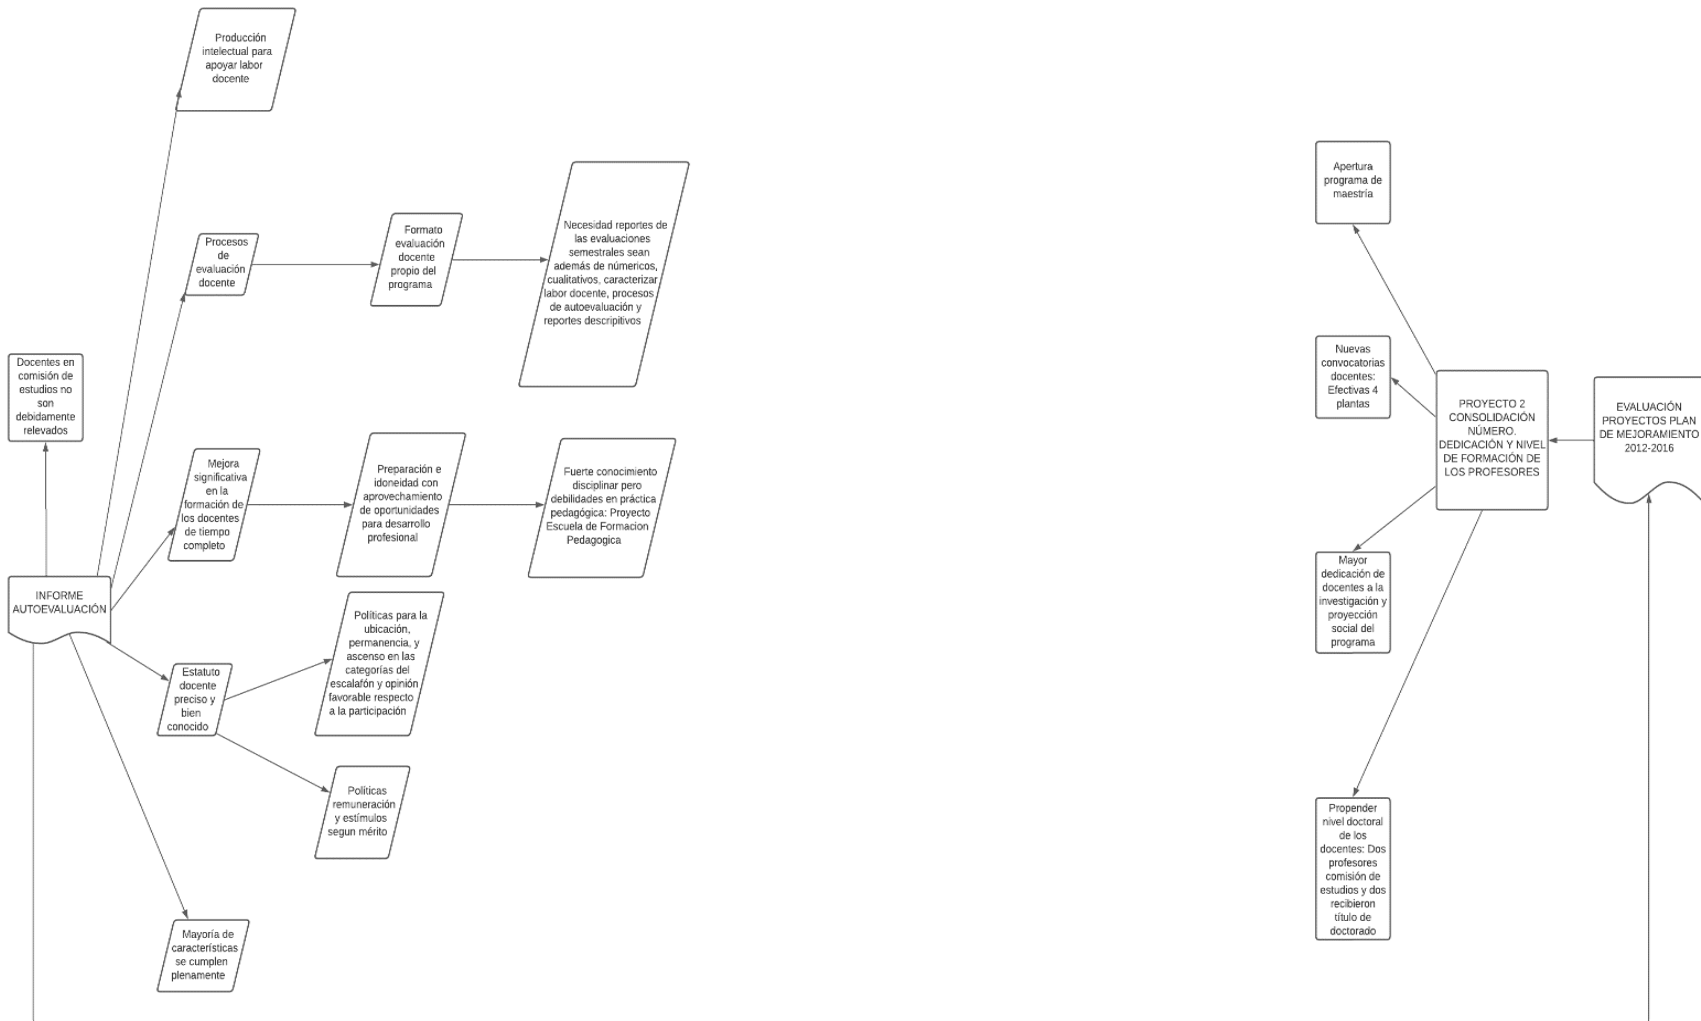 Producción
intelectual para
apoyar labor
docente
Procesos
de
evaluación
docente
Formato
evaluación
docente
propio del
programa
Necesidad reportes de
las evaluaciones
semestrales sean
además de númericos,
cualitativos, caracterizar
labor docente, procesos
de autoevaluación y
reportes descripitivos
Docentes en
comisión de
estudios no
son
debidamente
relevados
Mejora
significativa
en la
formación de
los docentes
de tiempo
completo
Preparación e
idoneidad con
aprovechamiento
de oportunidades
para desarrollo
profesional
Fuerte conocimiento
disciplinar pero
debilidades en práctica
pedagógica: Proyecto
Escuela de Formacion
Pedagogica
INFORME
AUTOEVALUACIÓN
Políticas para la
ubicación,
permanencia, y
ascenso en las
categorías del
escalafón y opinión
favorable respecto
a la participación
Estatuto
docente
preciso y
bien
conocido
Políticas
remuneración
y estímulos
segun mérito
Mayoría de
características
se cumplen
plenamente
Apertura
programa de
maestría
Nuevas
convocatorias
docentes:
Efectivas 4
plantas
PROYECTO 2
CONSOLIDACIÓN
NÚMERO,
DEDICACIÓN Y NIVEL
DE FORMACIÓN DE
LOS PROFESORES
EVALUACIÓN
PROYECTOS PLAN
DE MEJORAMIENTO
2012-2016
Mayor
dedicación de
docentes a la
investigación y
proyección
social del
programa
Propender
nivel doctoral
de los
docentes: Dos
profesores
comisión de
estudios y dos
recibieron
título de
doctorado